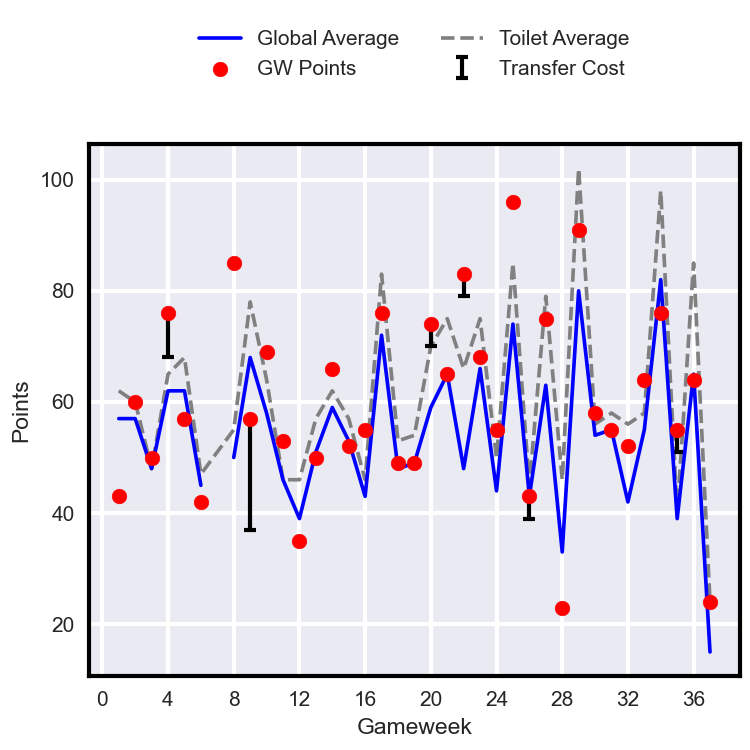 Global Average
GW Points
Toilet Average
Transfer Cost
100
80
60
40
20
Points
0 4 8 12 16 20 24 28 32 36
Gameweek